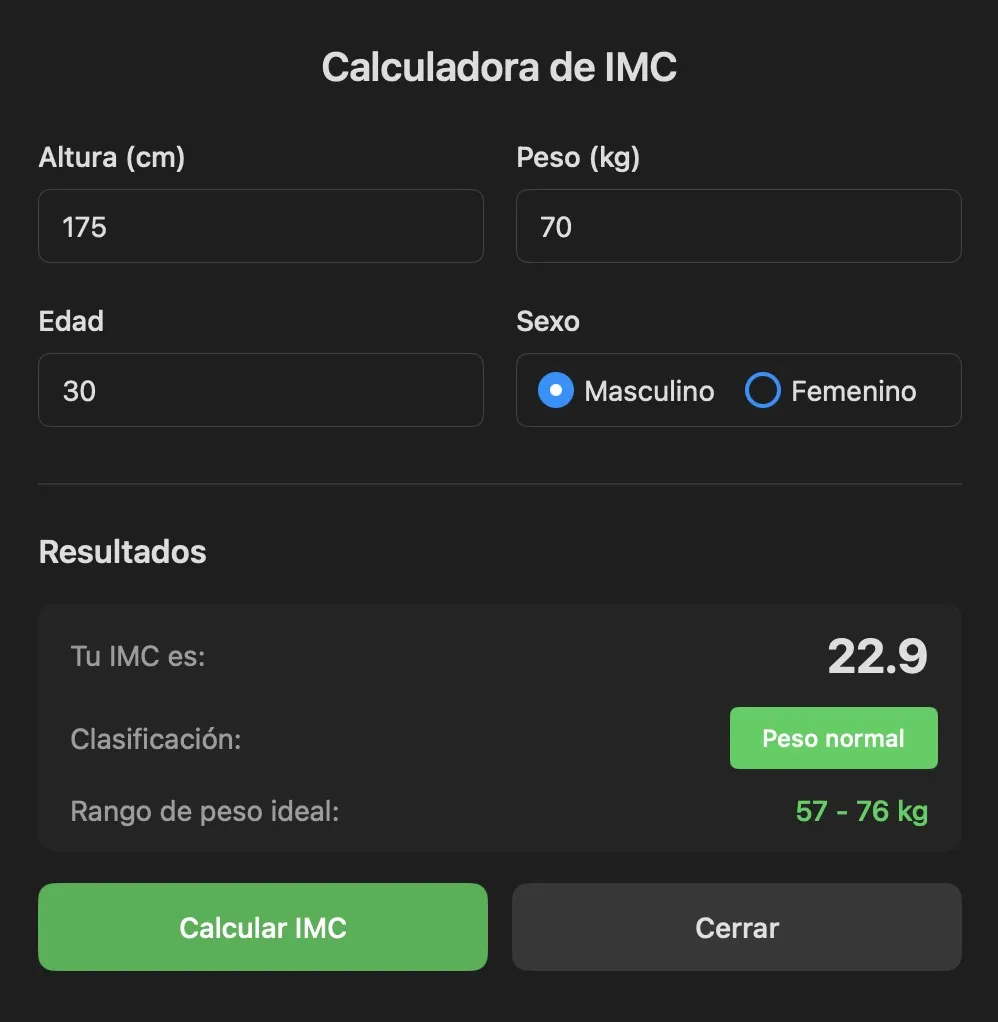 Calculadora de IMC
Altura (cm)
Peso (kg)
175
70
Edad
Sexo
30
Masculino
Femenino
Resultados
Tu IMC es:
22.9
Clasificación:
Peso normal
Rango de peso ideal:
57 - 76 kg
Calcular IMC
Cerrar